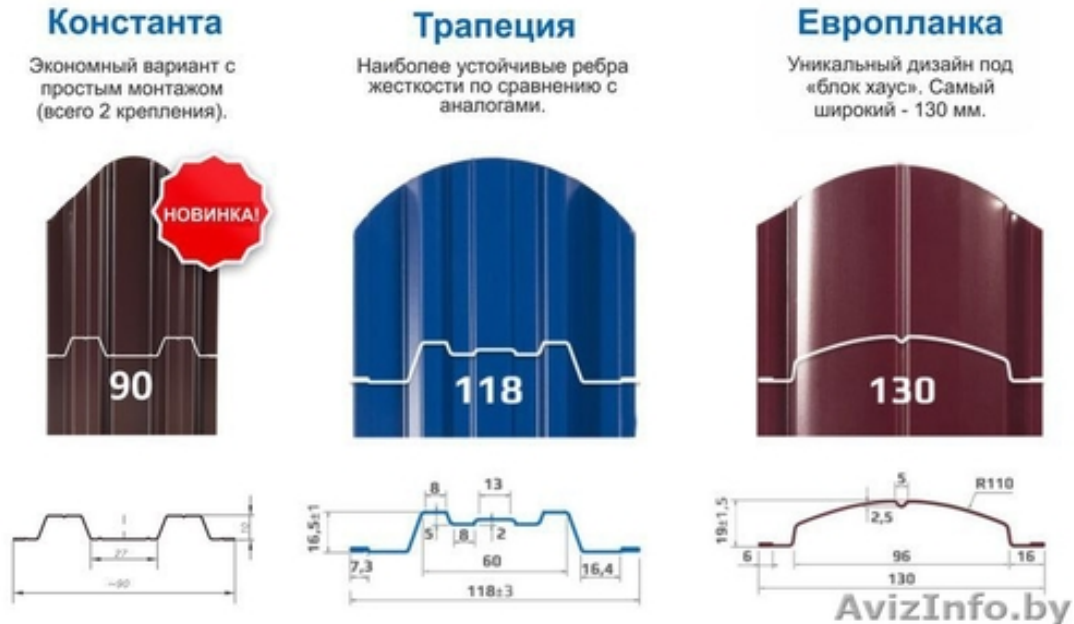 Константа
Экономный вариант с
простым монтажом
(всего 2 крепления).
НОВИНКА!
90
27
10
~90
Трапеция
Наиболее устойчивые ребра
жесткости по сравнению с
аналогами.
118
8
13
16,5±1
5
8
2
7,3
60
16,4
118±3
Европланка
Уникальный дизайн под
«блок хаус». Самый
широкий - 130 мм.
130
5
R110
19±1,5
2,5
6
96
16
130
AvizInfo.by